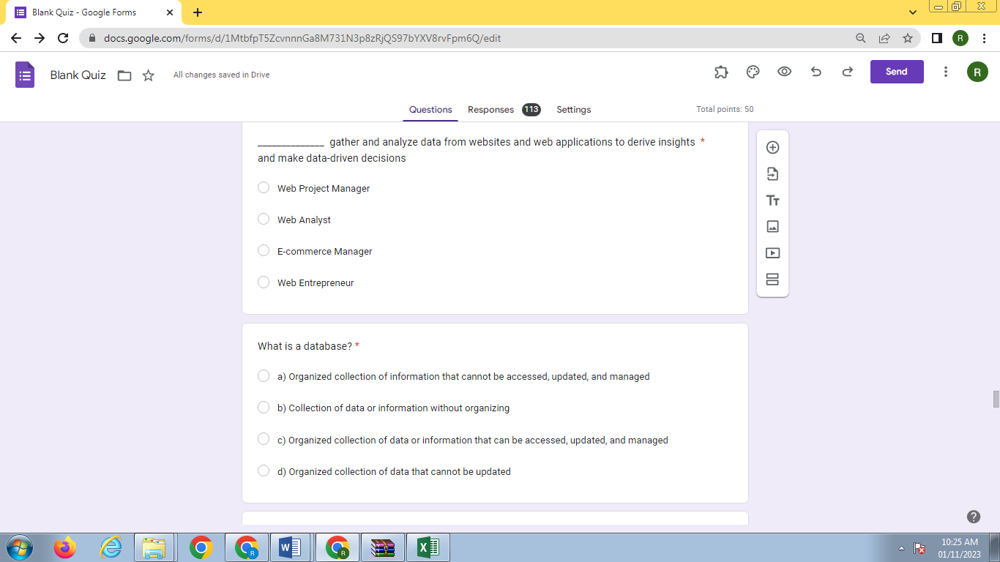 Blank Quiz - Google Forms
docs.google.com/forms/d/1MtbfpT5ZcvnnnGa8M731N3p8zRjQS97bYXV8rvFpm6Q/edit
R
Blank Quiz
All changes saved in Drive
Send
R
Questions
Responses 113
Settings
Total points: 50
______________ gather and analyze data from websites and web applications to derive insights *
and make data-driven decisions
Web Project Manager
Web Analyst
E-commerce Manager
Web Entrepreneur
What is a database? *
a) Organized collection of information that cannot be accessed, updated, and managed
b) Collection of data or information without organizing
c) Organized collection of data or information that can be accessed, updated, and managed
d) Organized collection of data that cannot be updated
10:25 AM
01/11/2023